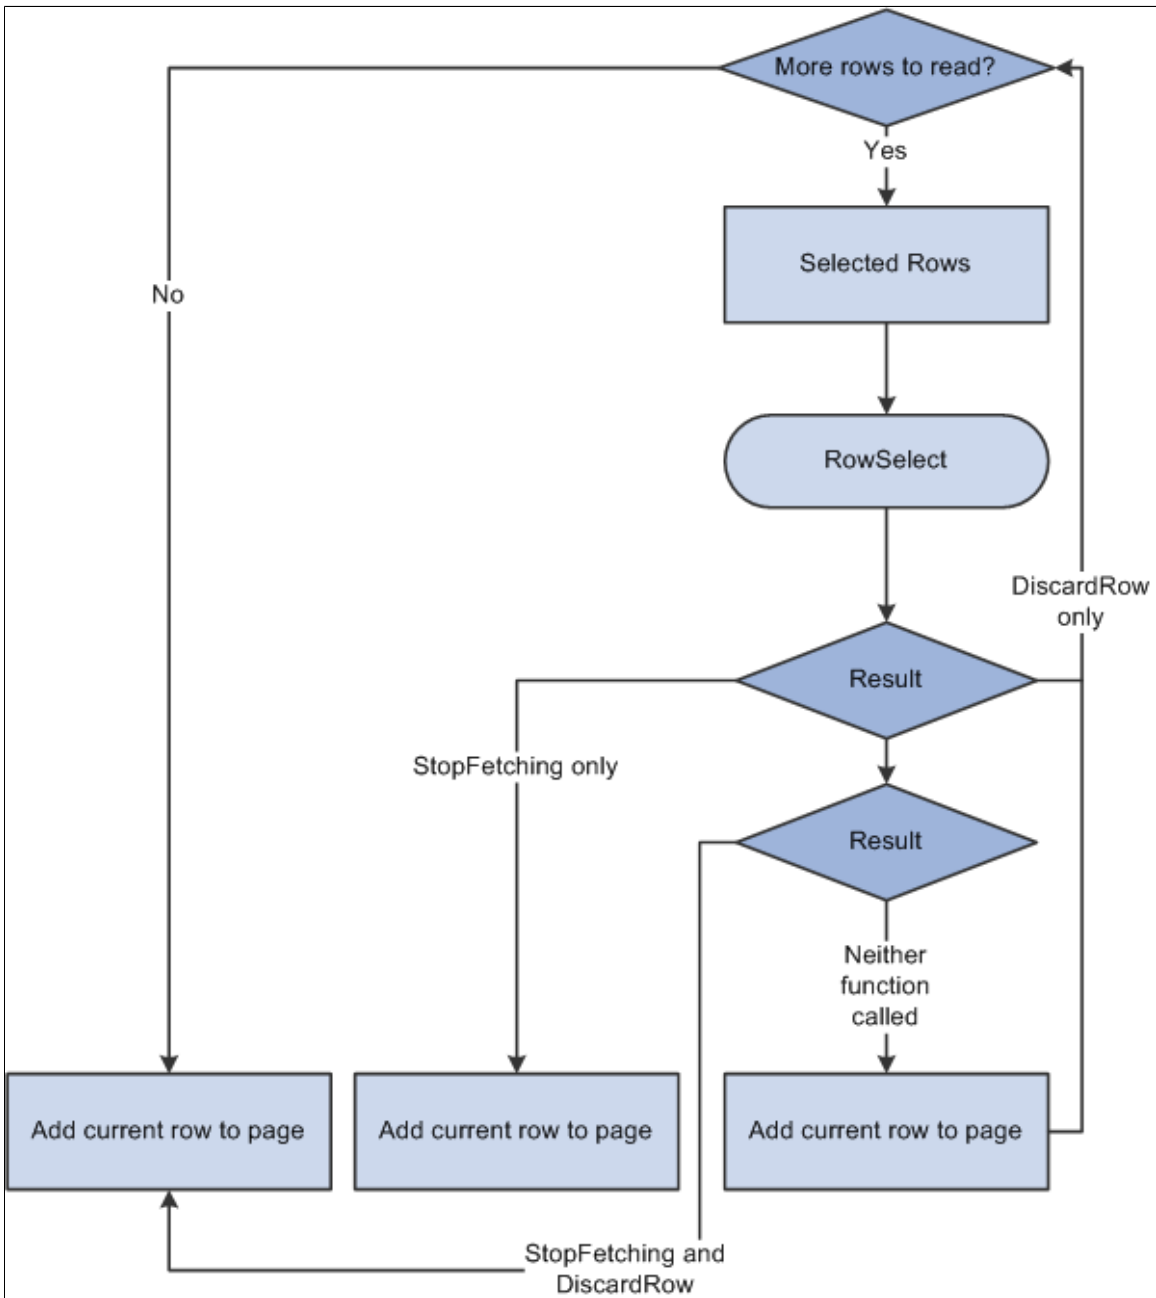 More rows to read?
Yes
Selected Rows
No
RowSelect
DiscardRow
only
Result
StopFetching only
Result
Neither
function
called
Add current row to page
Add current row to page
Add current row to page
StopFetching and
DiscardRow